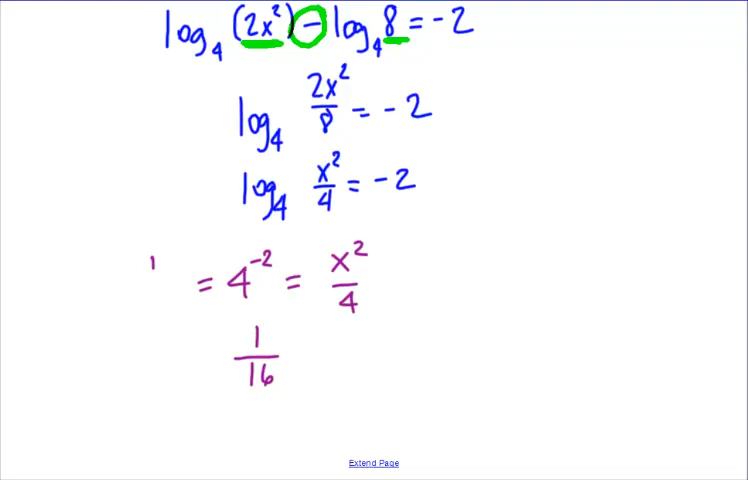 log₄ (2x²) - log₄ 8 = -2
log₄ 2x²/8 = -2
log₄ x²/4 = -2
1 = 4⁻² = x²/4
1/16
Extend Page